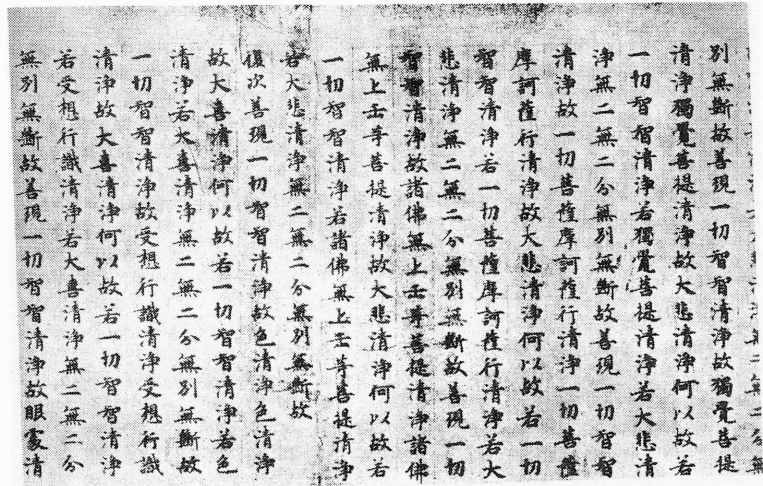 無二分無
別無斷故善現一切智智清淨故獨覺菩提
清淨獨覺菩提清淨故大悲清淨何以故若
一切智智清淨若獨覺菩提清淨若大悲清
淨無二無二分無別無斷故善現一切智智
清淨故一切菩薩摩訶薩行清淨一切菩薩
摩訶薩行清淨故大悲清淨何以故若一切
智智清淨若一切菩薩摩訶薩行清淨若大
悲清淨無二無二分無別無斷故善現一切
智智清淨故諸佛無上正等菩提清淨諸佛
無上正等菩提清淨故大悲清淨何以故若
一切智智清淨若諸佛無上正等菩提清淨
若大悲清淨無二無二分無別無斷故
復次善現一切智智清淨故色清淨色清淨
故大喜清淨何以故若一切智智清淨若色
清淨若大喜清淨無二無二分無別無斷故
一切智智清淨故受想行識清淨受想行識
清淨故大喜清淨何以故若一切智智清淨
若受想行識清淨若大喜清淨無二無二分
無別無斷故善現一切智智清淨故眼處清